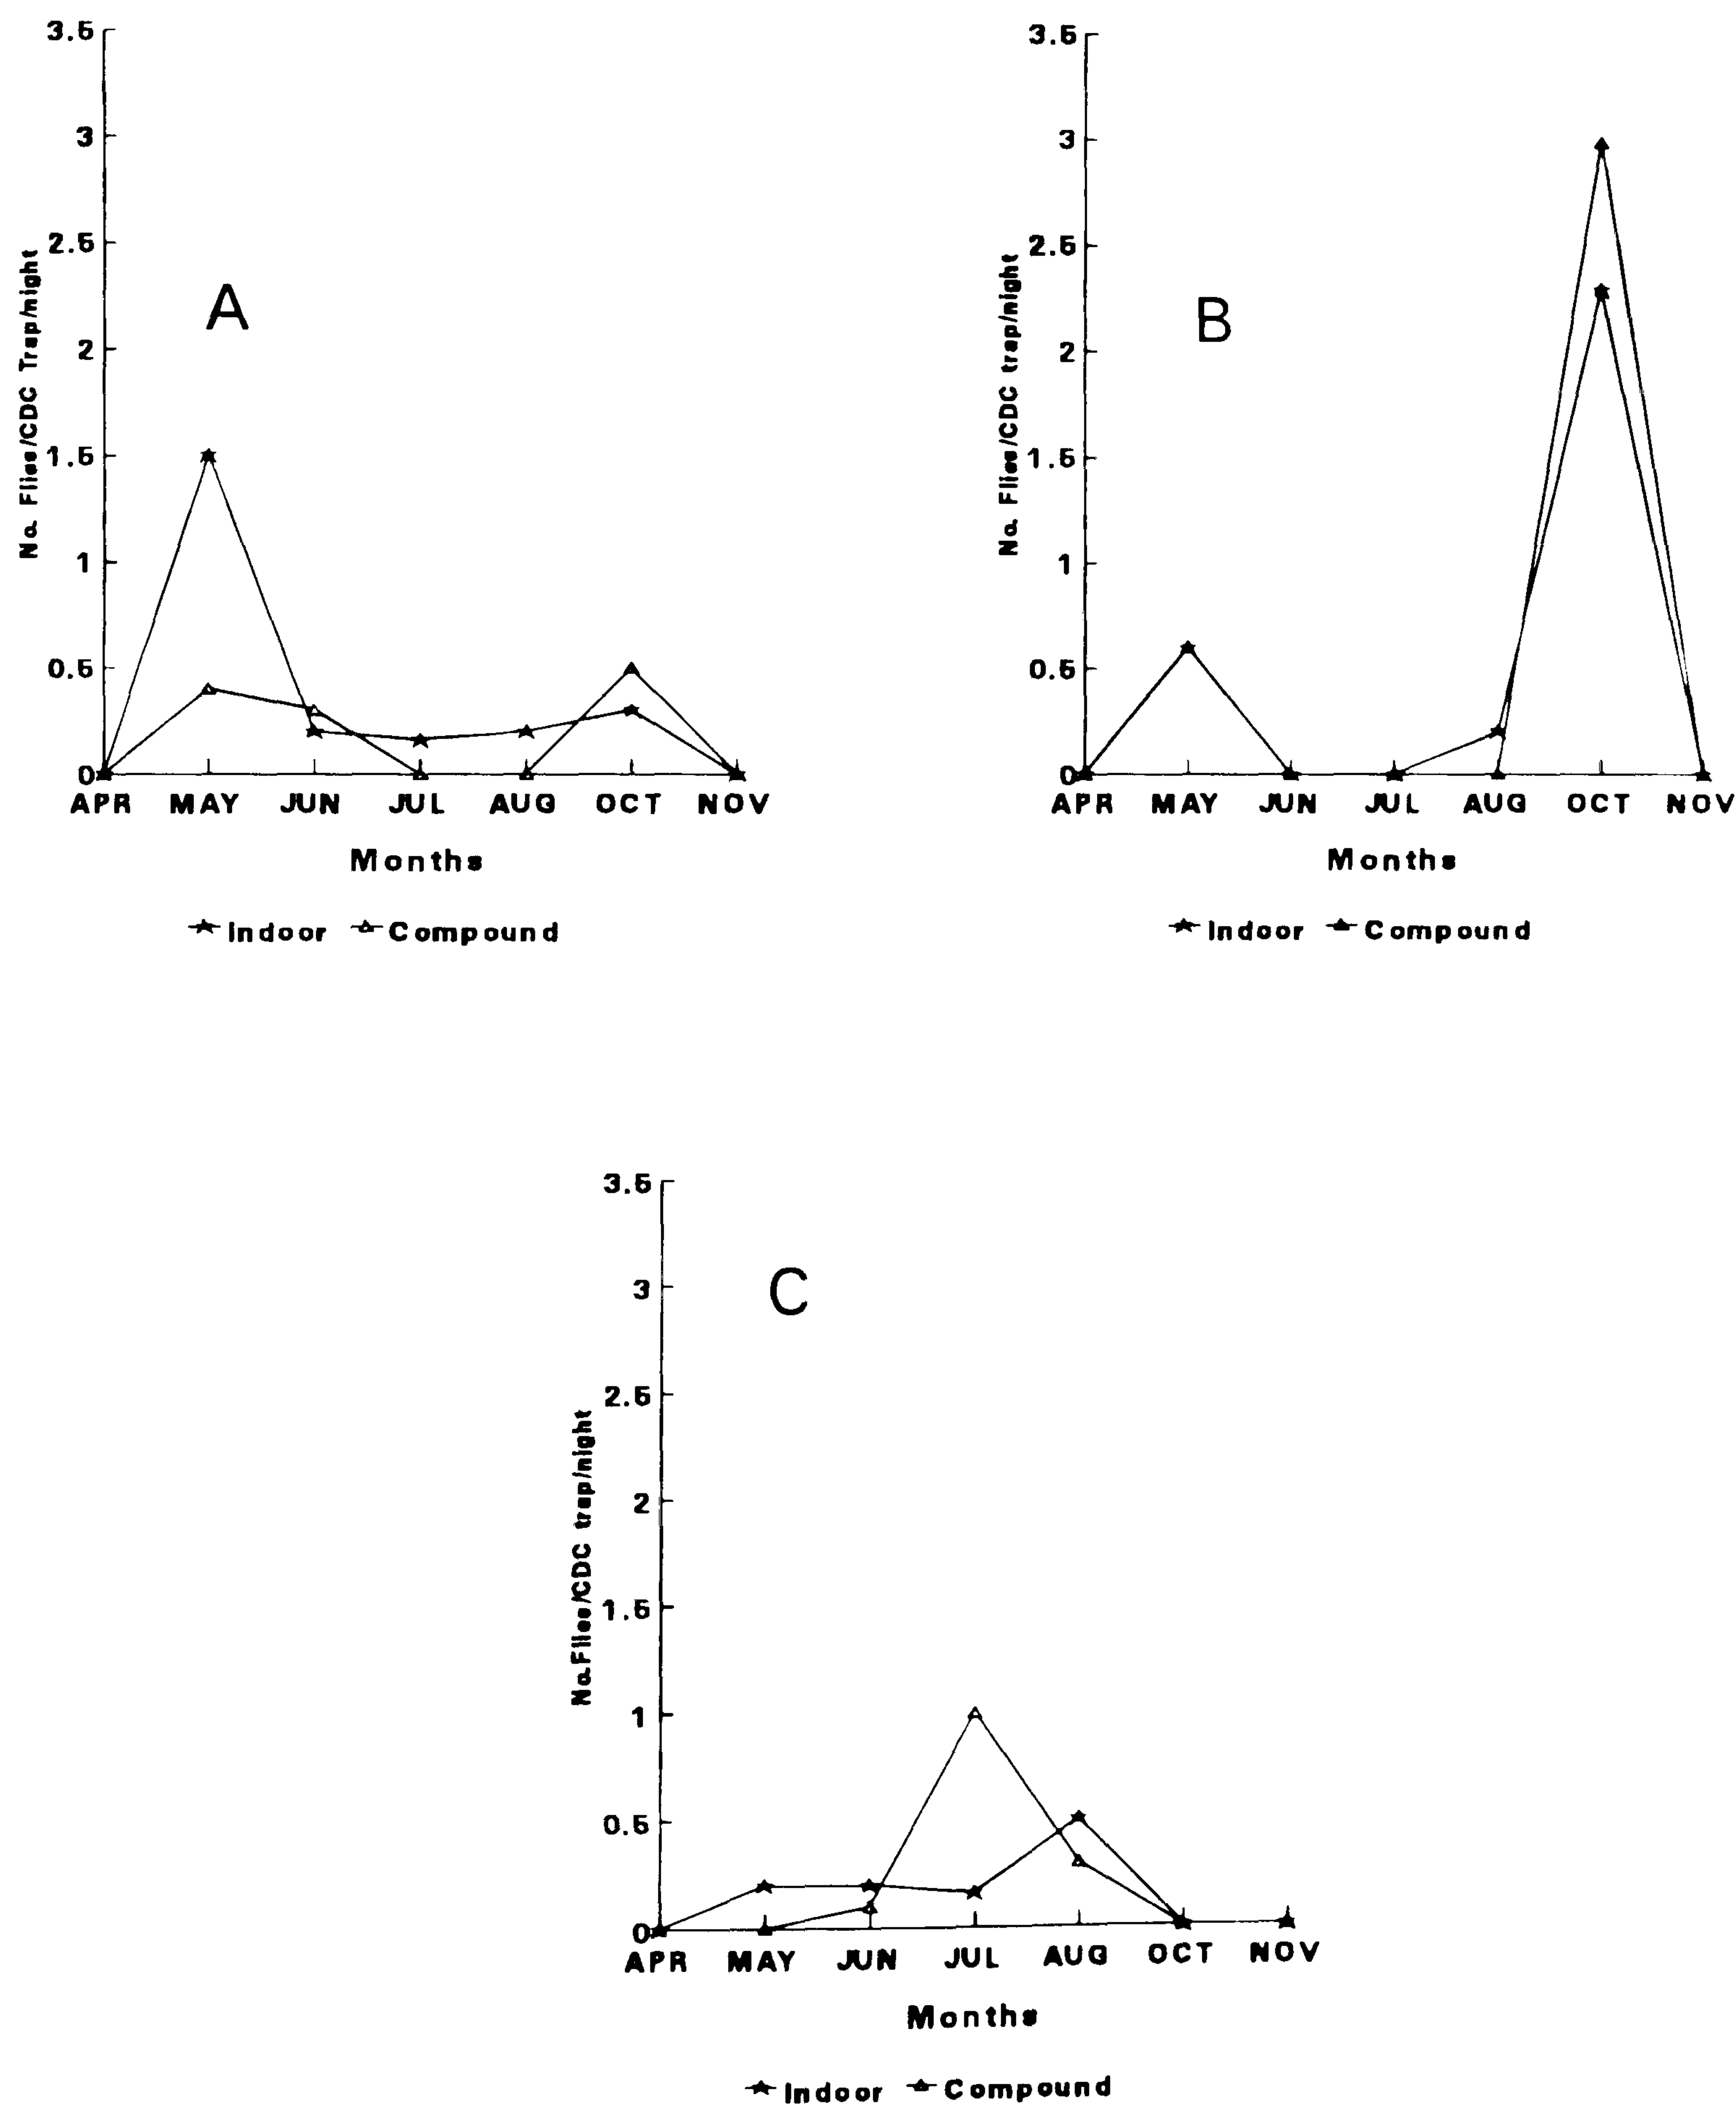 3.5
3
2.5
2
1.5
1
0.5
0
No. Flies/CDC Trap/night
A
APR MAY JUN JUL AUG OCT NOV
Months
Indoor Compound
3.5
3
2.5
2
1.5
1
0.5
0
No. Flies/CDC trap/night
B
APR MAY JUN JUL AUG OCT NOV
Months
Indoor Compound
3.5
3
2.5
2
1.5
1
0.5
0
No.Flies/CDC trap/night
C
APR MAY JUN JUL AUG OCT NOV
Months
Indoor Compound